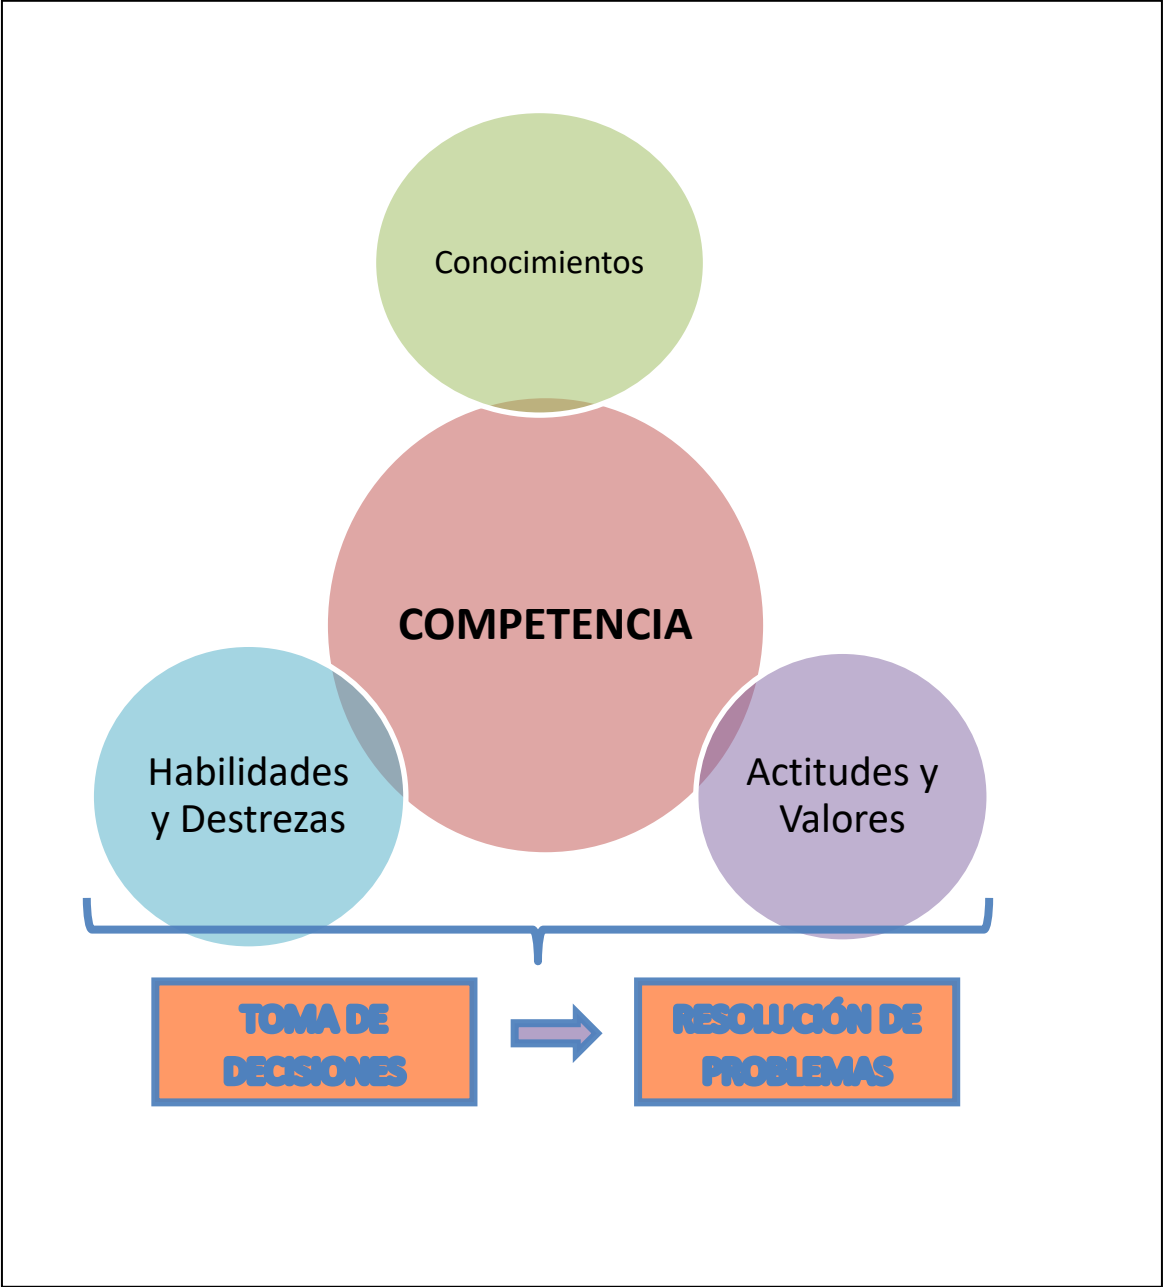 Conocimientos
COMPETENCIA
Habilidades
y Destrezas
Actitudes y
Valores
TOMA DE
DECISIONES
RESOLUCIÓN DE
PROBLEMAS